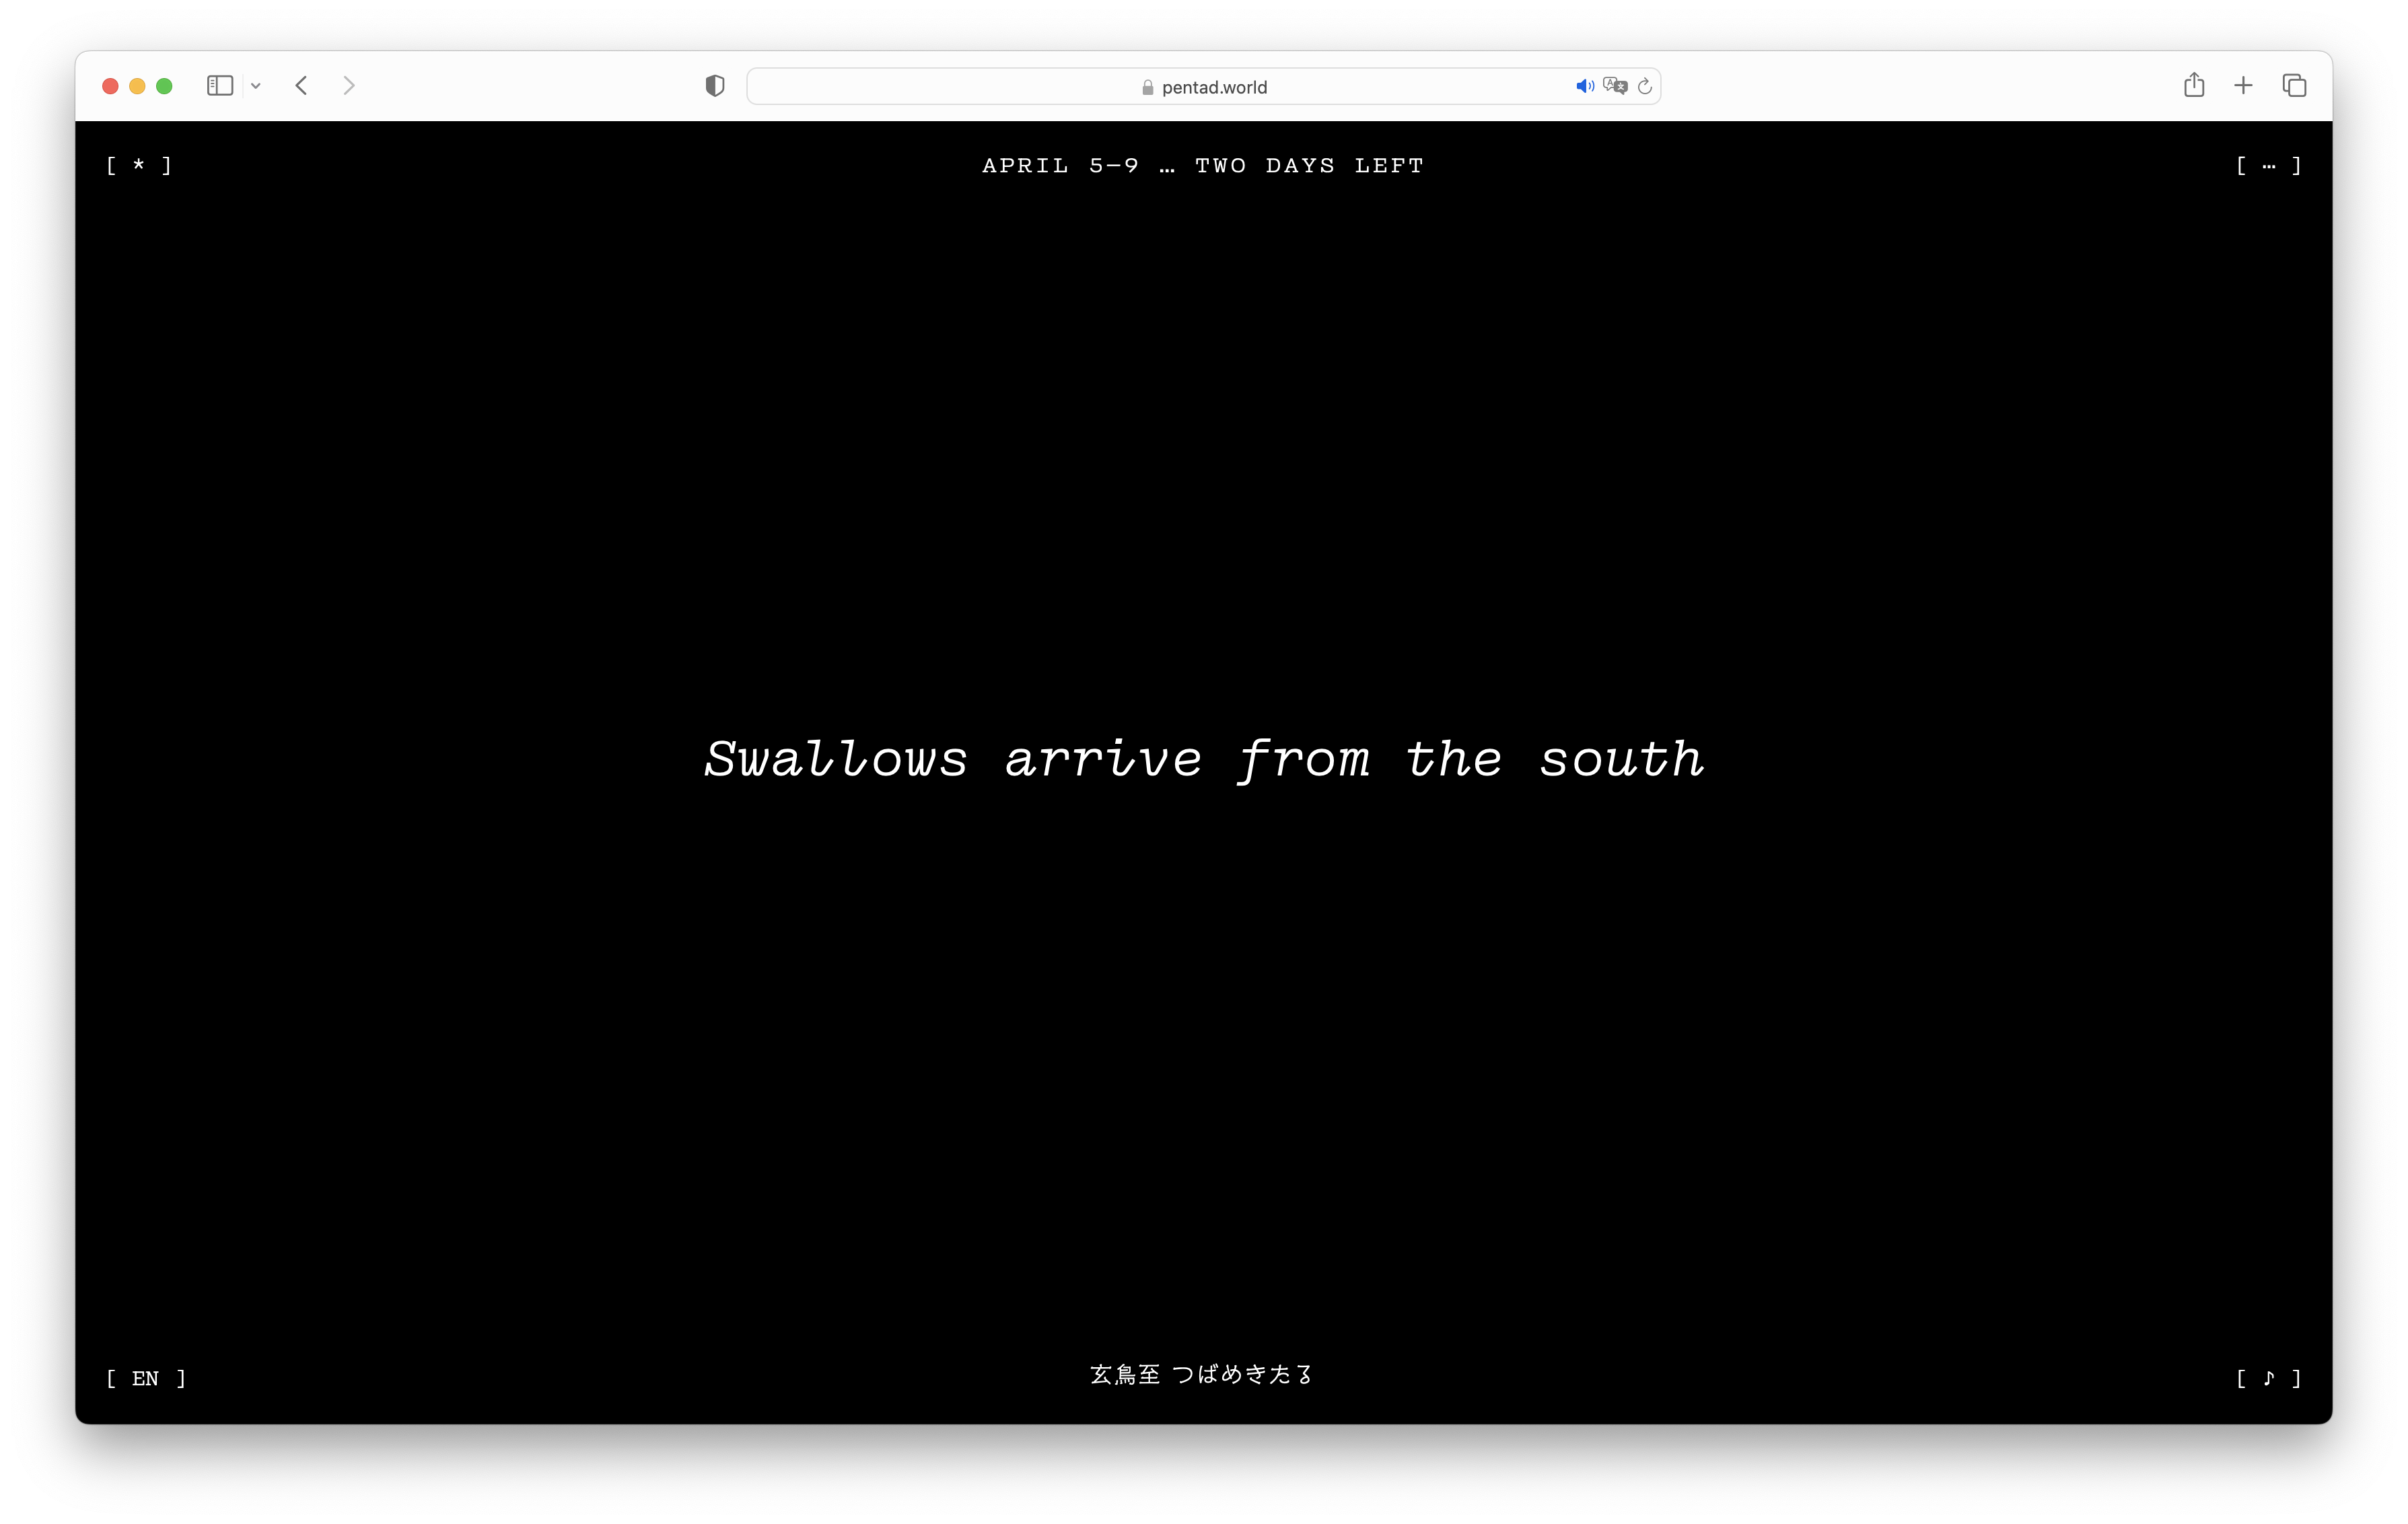 pentad.world
[ * ]
APRIL 5–9 … TWO DAYS LEFT
[ … ]
Swallows arrive from the south
[ EN ]
玄鳥至 つばめきたる
[ ♪ ]